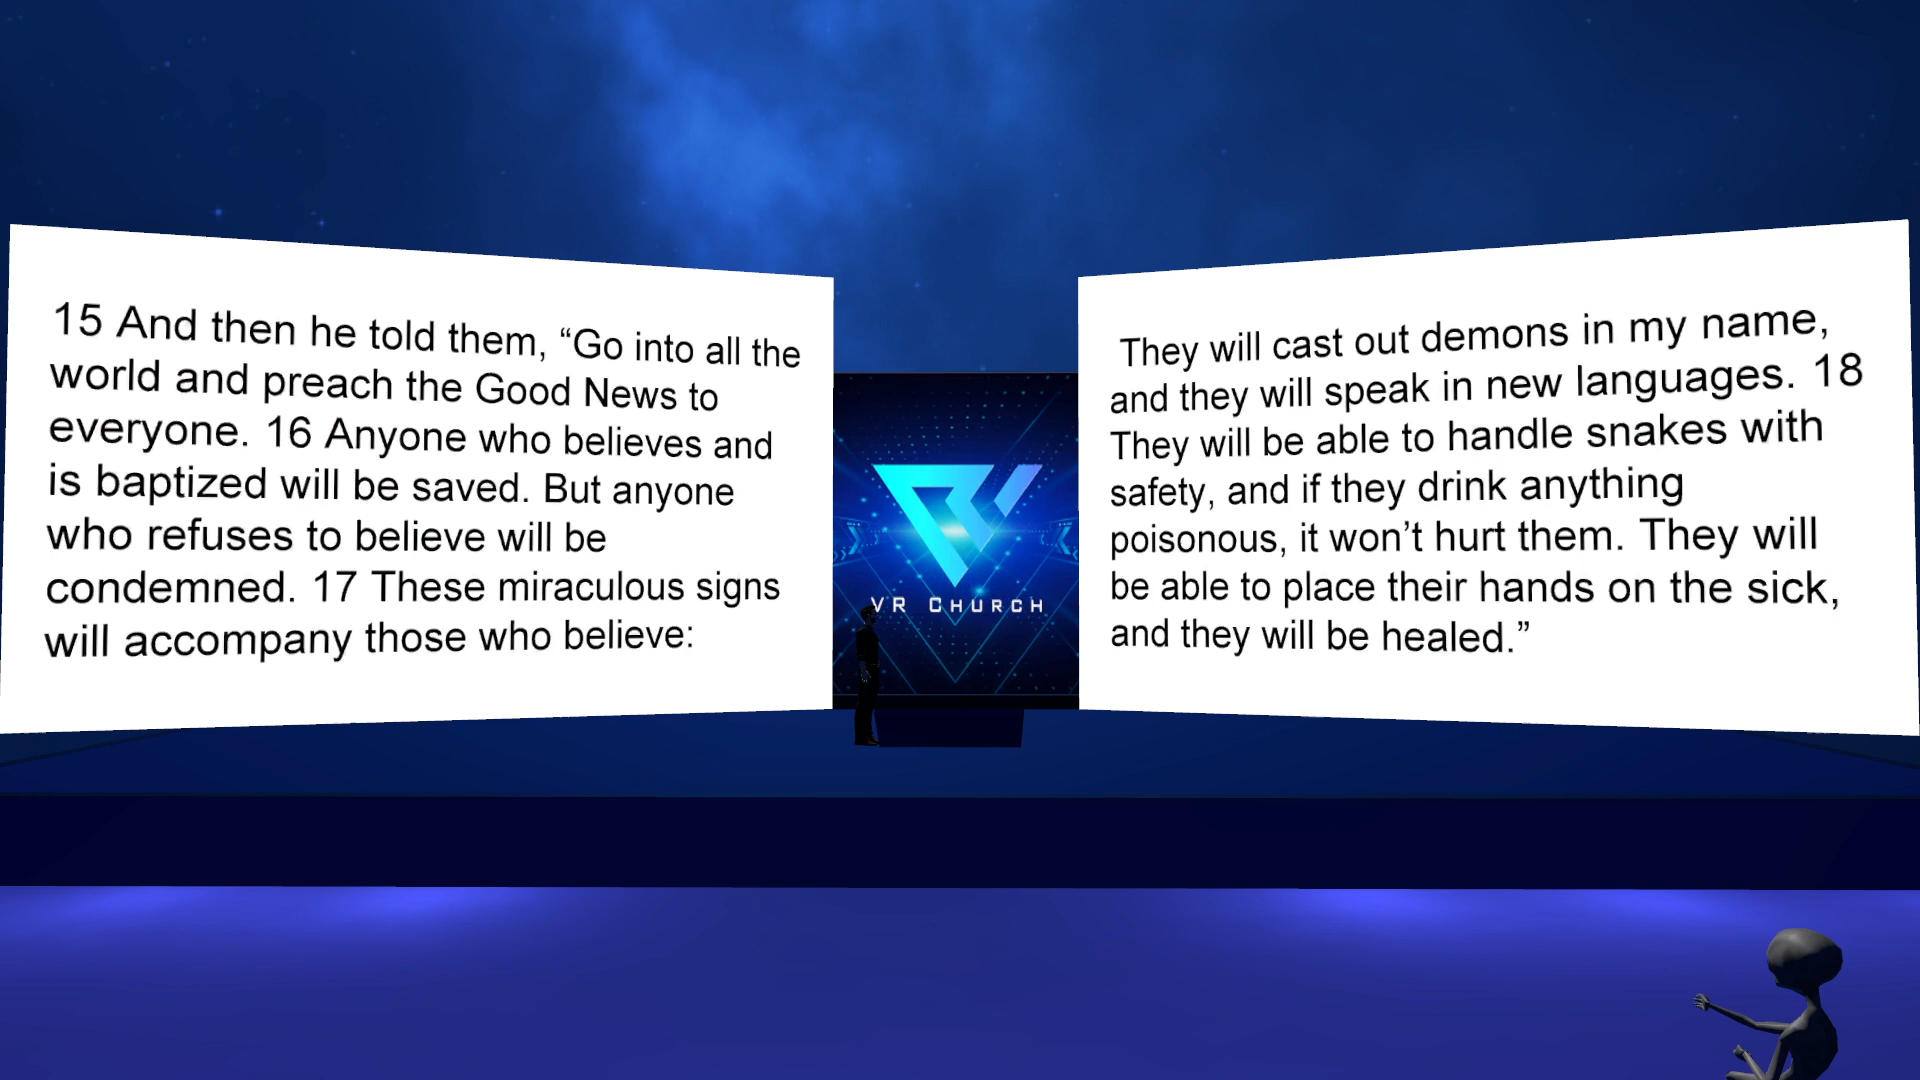 15 And then he told them, “Go into all the
world and preach the Good News to
everyone. 16 Anyone who believes and
is baptized will be saved. But anyone
who refuses to believe will be
condemned. 17 These miraculous signs
will accompany those who believe:
VR CHURCH
They will cast out demons in my name,
and they will speak in new languages. 18
They will be able to handle snakes with
safety, and if they drink anything
poisonous, it won’t hurt them. They will
be able to place their hands on the sick,
and they will be healed.”